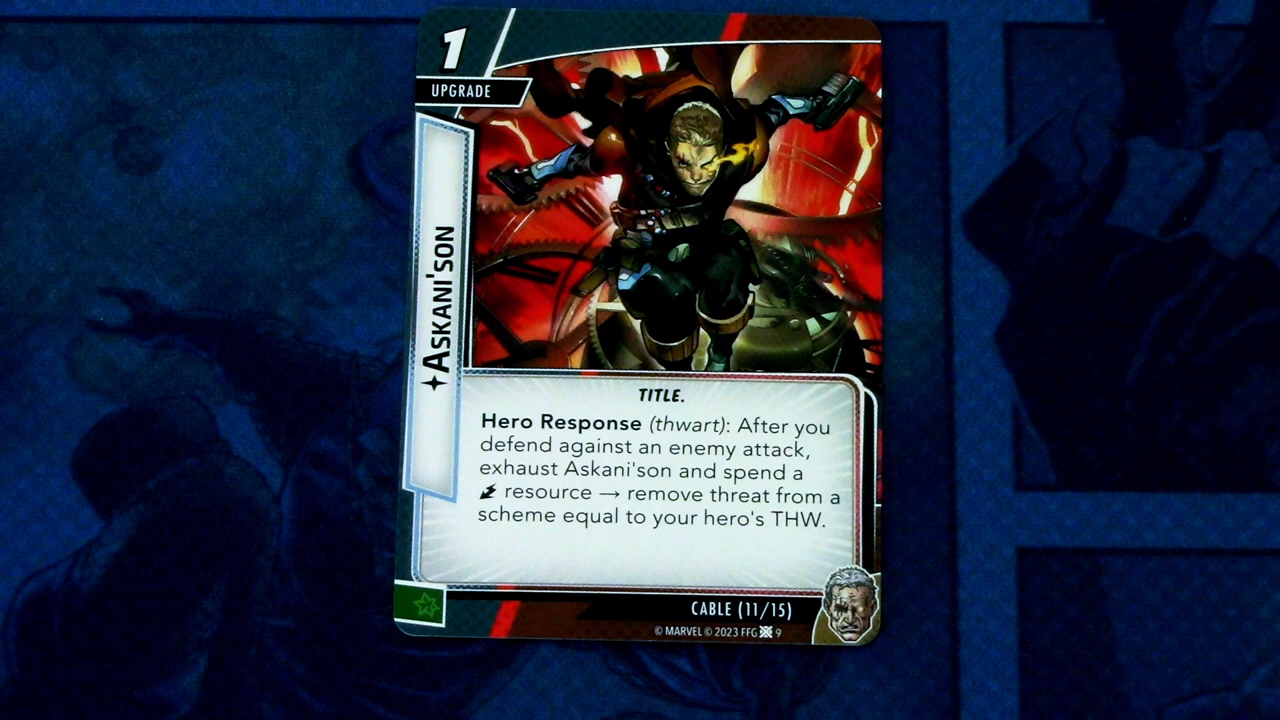 1
UPGRADE
ASKANI'SON
TITLE.
Hero Response (thwart): After you
defend against an enemy attack,
exhaust Askani'son and spend a
resource → remove threat from a
scheme equal to your hero's THW.
CABLE (11/15)
© MARVEL © 2023 FFG 9